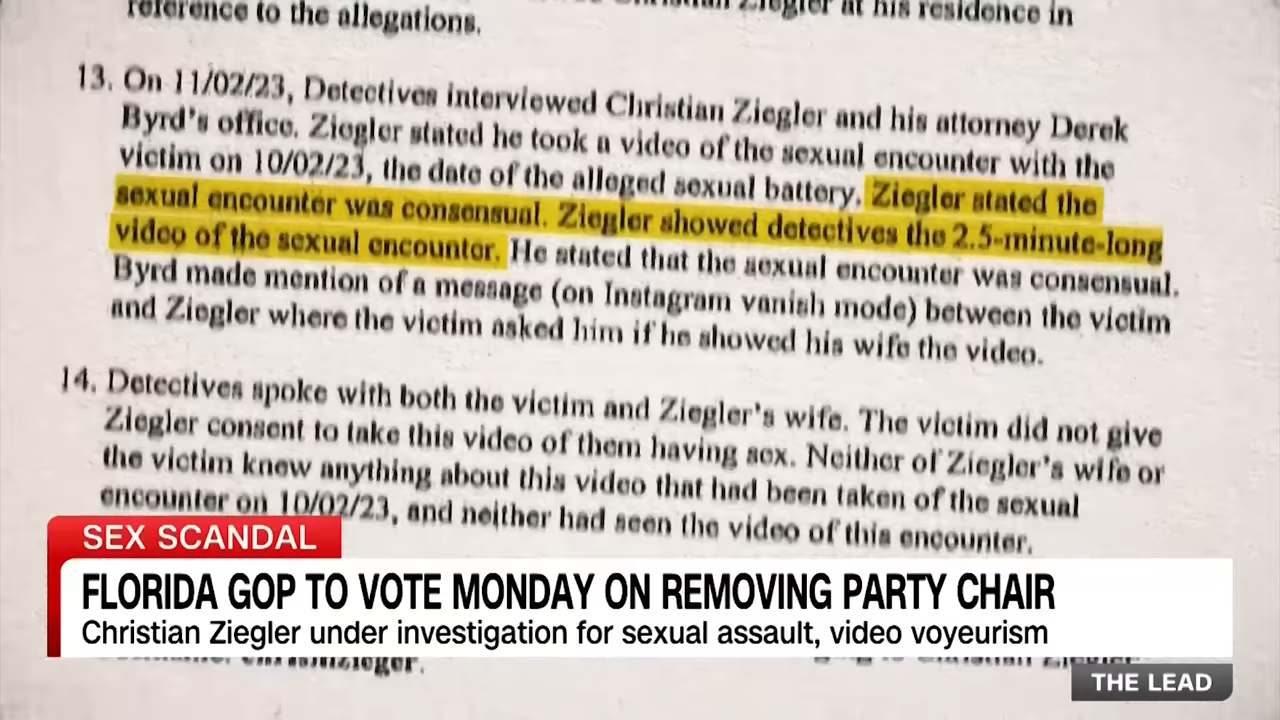 reference to the allegations.
Ziegler at his residence in
13. On 11/02/23, Detectives interviewed Christian Ziegler and his attorney Derek
Byrd's office. Ziegler stated he took a video of the sexual encounter with the
victim on 10/02/23, the date of the alleged sexual battery. Ziegler stated the
sexual encounter was consensual. Ziegler showed detectives the 2.5-minute-long
video of the sexual encounter. He stated that the sexual encounter was consensual.
Byrd made mention of a message (on Instagram vanish mode) between the victim
and Ziegler where the victim asked him if he showed his wife the video.
14. Detectives spoke with both the victim and Ziegler's wife. The victim did not give
Ziegler consent to take this video of them having sex. Neither of Ziegler's wife or
the victim knew anything about this video that had been taken of the sexual
encounter on 10/02/23, and neither had seen the video of this encounter.
SEX SCANDAL
FLORIDA GOP TO VOTE MONDAY ON REMOVING PARTY CHAIR
Christian Ziegler under investigation for sexual assault, video voyeurism
THE LEAD